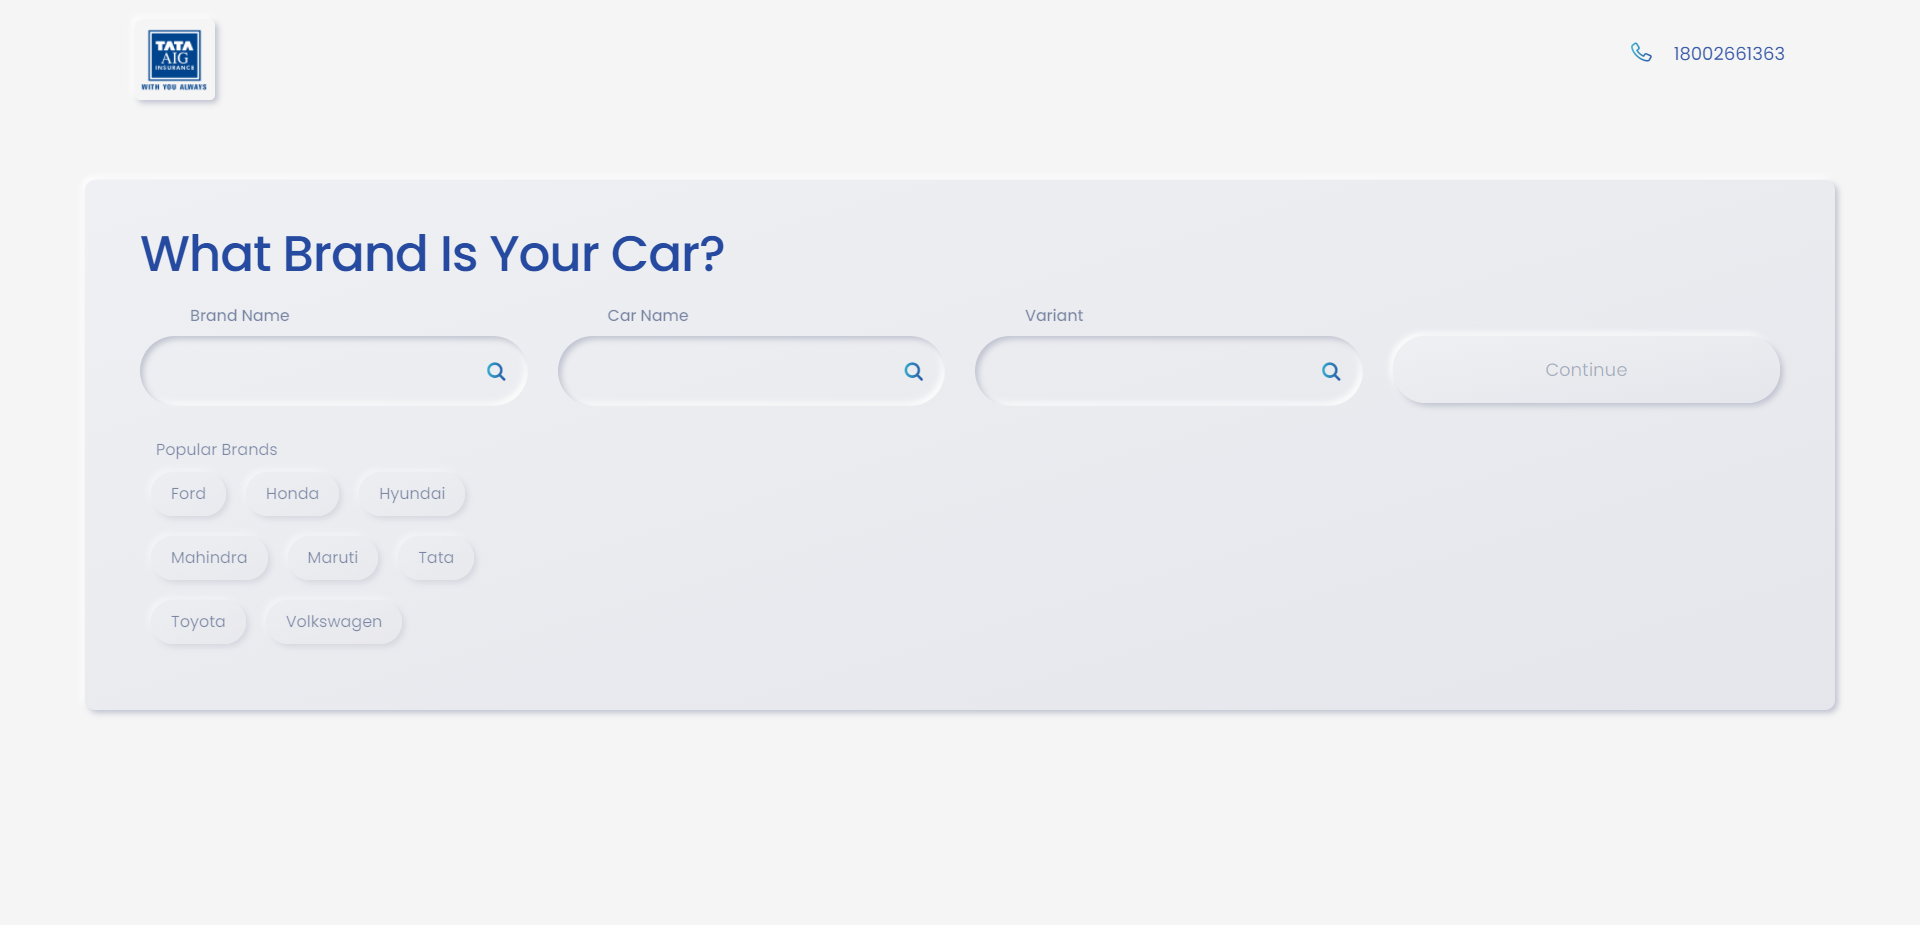 TATA
AIG
INSURANCE
WITH YOU ALWAYS
18002661363
What Brand Is Your Car?
Brand Name
Car Name
Variant
Continue
Popular Brands
Ford
Honda
Hyundai
Mahindra
Maruti
Tata
Toyota
Volkswagen